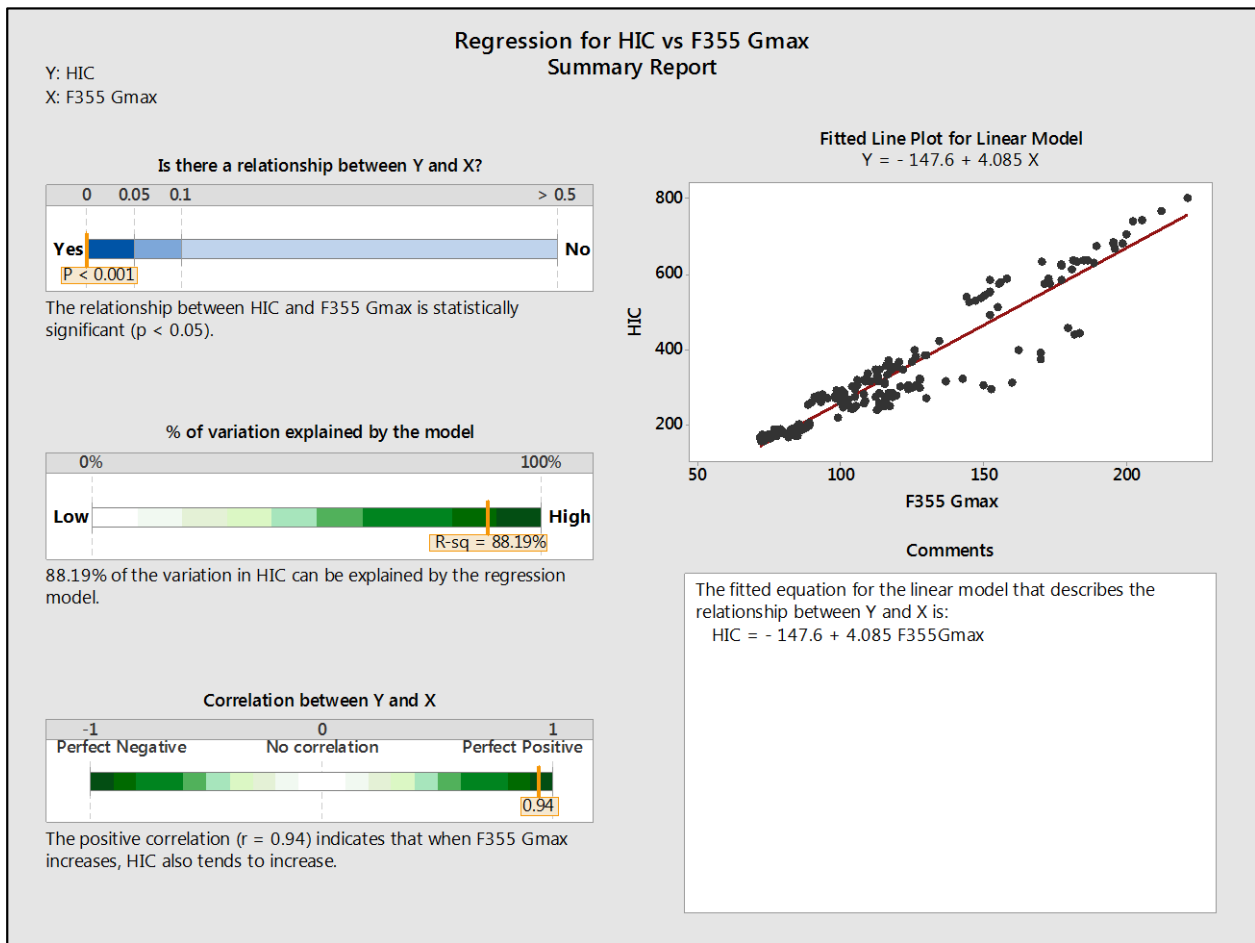 Regression for HIC vs F355 Gmax
Summary Report
Y: HIC
X: F355 Gmax
Is there a relationship between Y and X?
0 0.05 0.1 > 0.5
Yes No
P < 0.001
The relationship between HIC and F355 Gmax is statistically
significant (p < 0.05).
% of variation explained by the model
0% 100%
Low High
R-sq = 88.19%
88.19% of the variation in HIC can be explained by the regression
model.
Correlation between Y and X
-1 0 1
Perfect Negative No correlation Perfect Positive
0.94
The positive correlation (r = 0.94) indicates that when F355 Gmax
increases, HIC also tends to increase.
Fitted Line Plot for Linear Model
Y = - 147.6 + 4.085 X
800
600
400
200
HIC
50 100 150 200
F355 Gmax
Comments
The fitted equation for the linear model that describes the
relationship between Y and X is:
HIC = - 147.6 + 4.085 F355Gmax